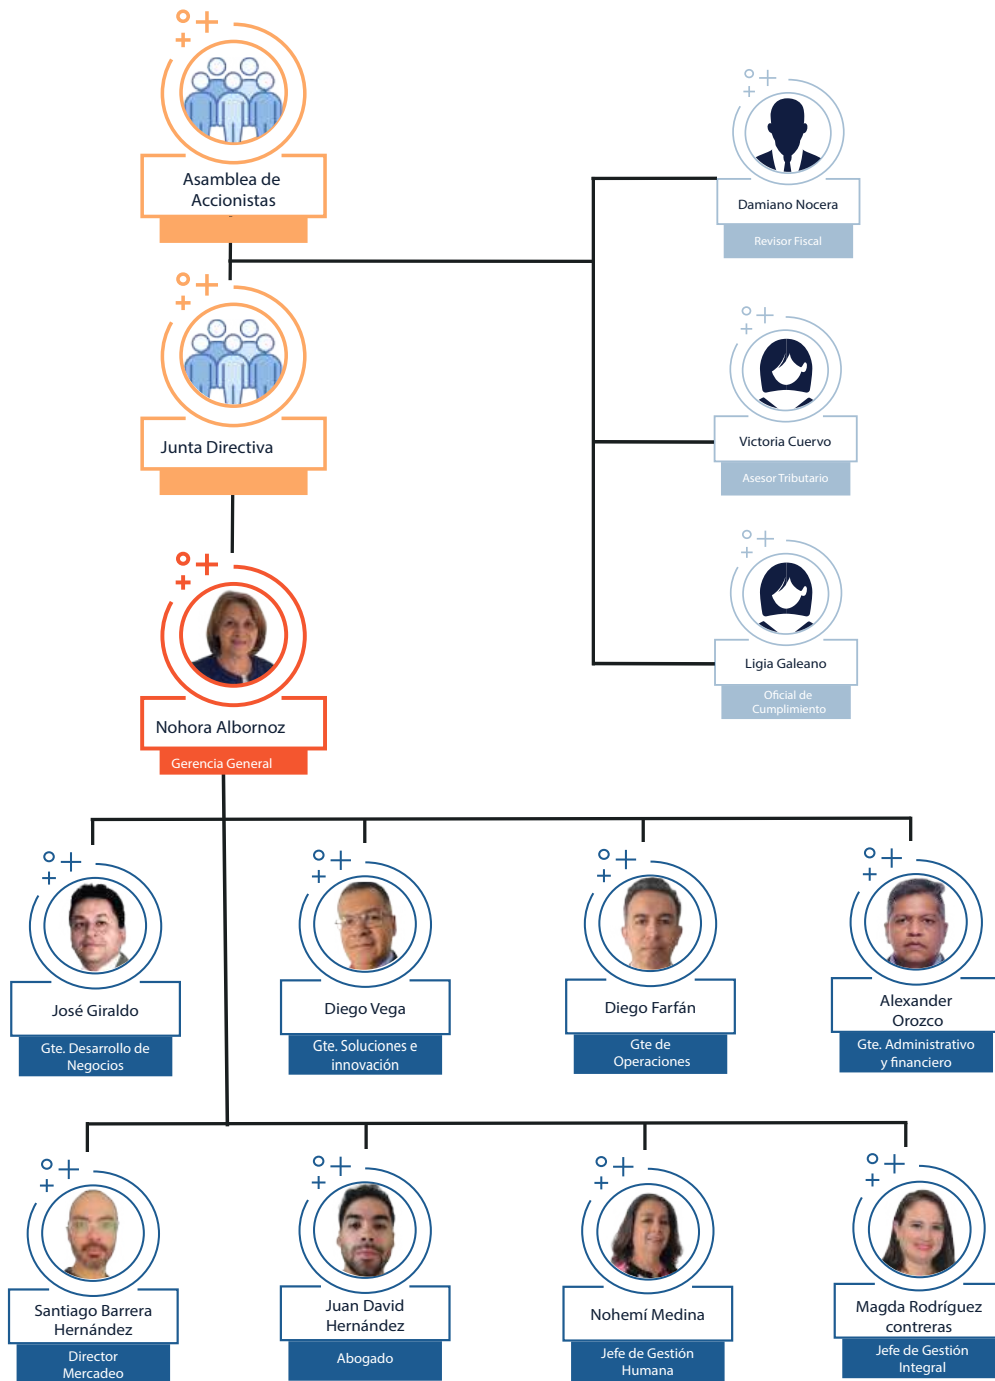 Asamblea de
Accionistas
Damiano Nocera
Revisor Fiscal
Junta Directiva
Victoria Cuervo
Asesor Tributario
Ligia Galeano
Oficial de
Cumplimiento
Nohora Albornoz
Gerencia General
José Giraldo
Gte. Desarrollo de
Negocios
Diego Vega
Gte. Soluciones e
innovación
Diego Farfán
Gte de
Operaciones
Alexander
Orozco
Gte. Administrativo
y financiero
Santiago Barrera
Hernández
Director
Mercadeo
Juan David
Hernández
Abogado
Nohemí Medina
Jefe de Gestión
Humana
Magda Rodríguez
contreras
Jefe de Gestión
Integral